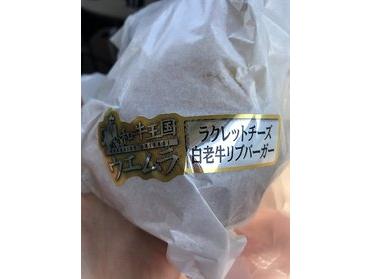 牛王国
ウエムラ
ラクレットチーズ
白老牛リブバーガー